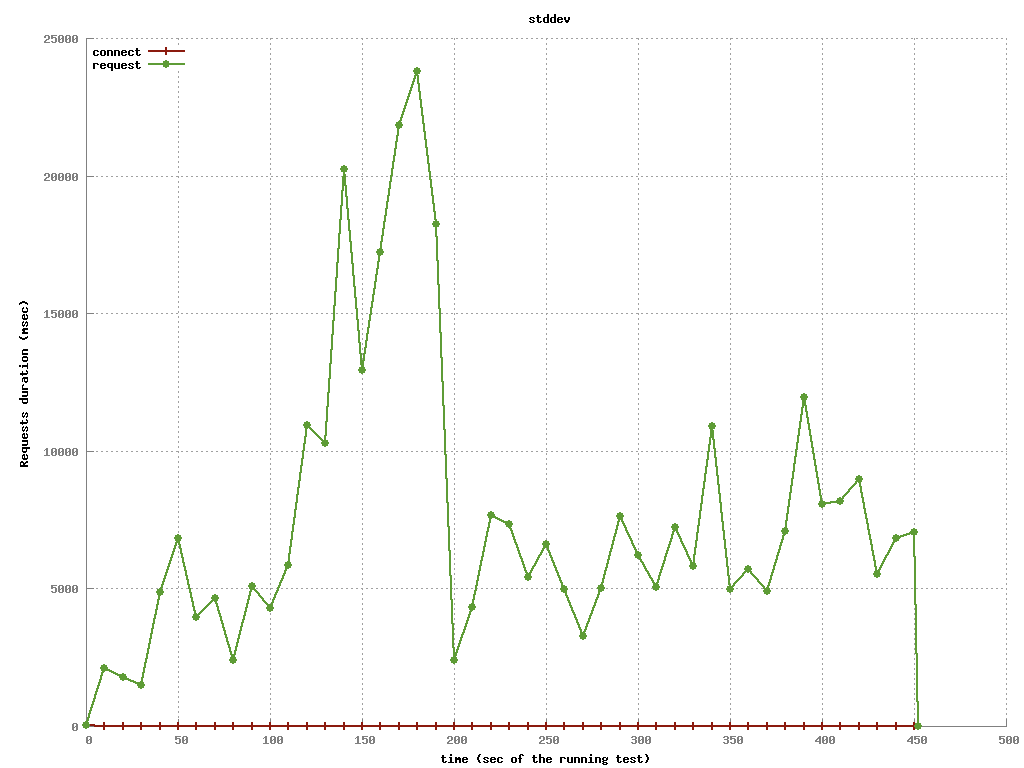 stddev
25000
connect
request
20000
15000
Requests duration (msec)
10000
5000
0
0 50 100 150 200 250 300 350 400 450 500
time (sec of the running test)